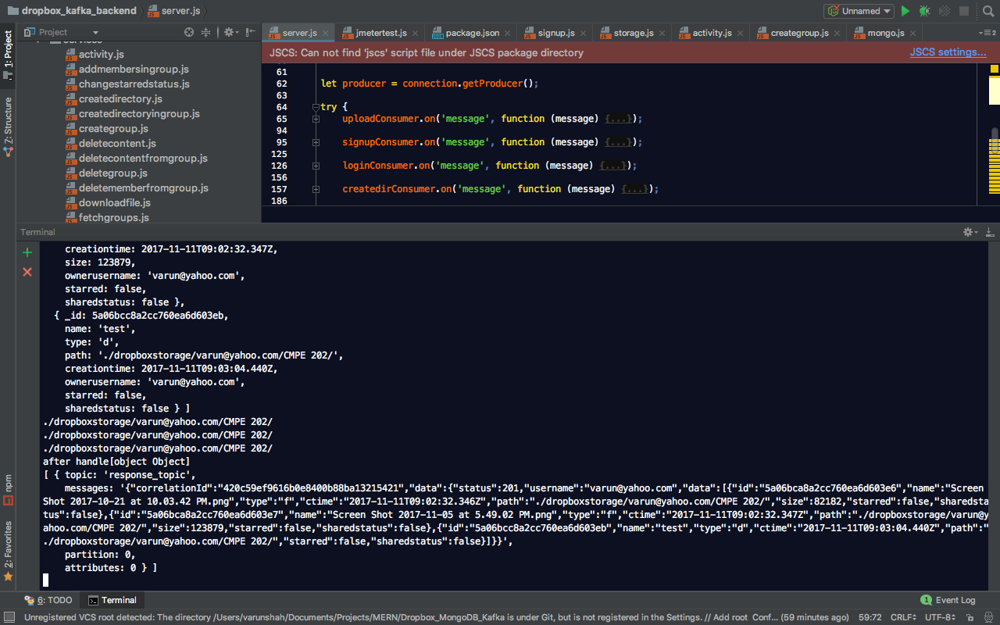 dropbox_kafka_backend server.js Unnamed
1: Project
Project
server.js jmetertest.js package.json signup.js storage.js activity.js creategroup.js mongo.js 2
JSCS: Can not find 'jscs' script file under JSCS package directory JSCS settings...
activity.js
addmembersingroup.js
changestarredstatus.js
createdirectory.js
createdirectoryingroup.js
creategroup.js
deletecontent.js
deletecontentfromgroup.js
deletegroup.js
deletememberfromgroup.js
downloadfile.js
fetchgroups.js
61
62 let producer = connection.getProducer();
63
64 try {
65 uploadConsumer.on('message', function (message) {...});
94
95 signupConsumer.on('message', function (message) {...});
125
126 loginConsumer.on('message', function (message) {...});
156
157 createdirConsumer.on('message', function (message) {...});
186
Z: Structure
Terminal
creationtime: 2017-11-11T09:02:32.347Z,
size: 123879,
ownerusername: 'varun@yahoo.com',
starred: false,
sharedstatus: false },
{ _id: 5a06bcc8a2cc760ea6d603eb,
name: 'test',
type: 'd',
path: './dropboxstorage/varun@yahoo.com/CMPE 202/',
creationtime: 2017-11-11T09:03:04.440Z,
ownerusername: 'varun@yahoo.com',
starred: false,
sharedstatus: false } ]
./dropboxstorage/varun@yahoo.com/CMPE 202/
./dropboxstorage/varun@yahoo.com/CMPE 202/
./dropboxstorage/varun@yahoo.com/CMPE 202/
after handle[object Object]
[ { topic: 'response_topic',
messages: '{"correlationId":"420c59ef9616b0e8400b88ba13215421","data":{"status":201,"username":"varun@yahoo.com","data":[{"id":"5a06bca8a2cc760ea6d603e6","name":"Screen
Shot 2017-10-21 at 10.03.42 PM.png","type":"f","ctime":"2017-11-11T09:02:32.346Z","path":"./dropboxstorage/varun@yahoo.com/CMPE 202/","size":82182,"starred":false,"sharedsta
tus":false},{"id":"5a06bca8a2cc760ea6d603e7","name":"Screen Shot 2017-11-05 at 5.49.02 PM.png","type":"f","ctime":"2017-11-11T09:02:32.347Z","path":"./dropboxstorage/varun@y
ahoo.com/CMPE 202/","size":123879,"starred":false,"sharedstatus":false},{"id":"5a06bcc8a2cc760ea6d603eb","name":"test","type":"d","ctime":"2017-11-11T09:03:04.440Z","path":"
./dropboxstorage/varun@yahoo.com/CMPE 202/","starred":false,"sharedstatus":false}]}}',
partition: 0,
attributes: 0 } ]
npm
2: Favorites
6: TODO Terminal 1 Event Log
Unregistered VCS root detected: The directory /Users/varunshah/Documents/Projects/MERN/Dropbox_MongoDB_Kafka is under Git, but is not registered in the Settings. // Add root Conf... (59 minutes ago) 59:72 CRLF UTF-8